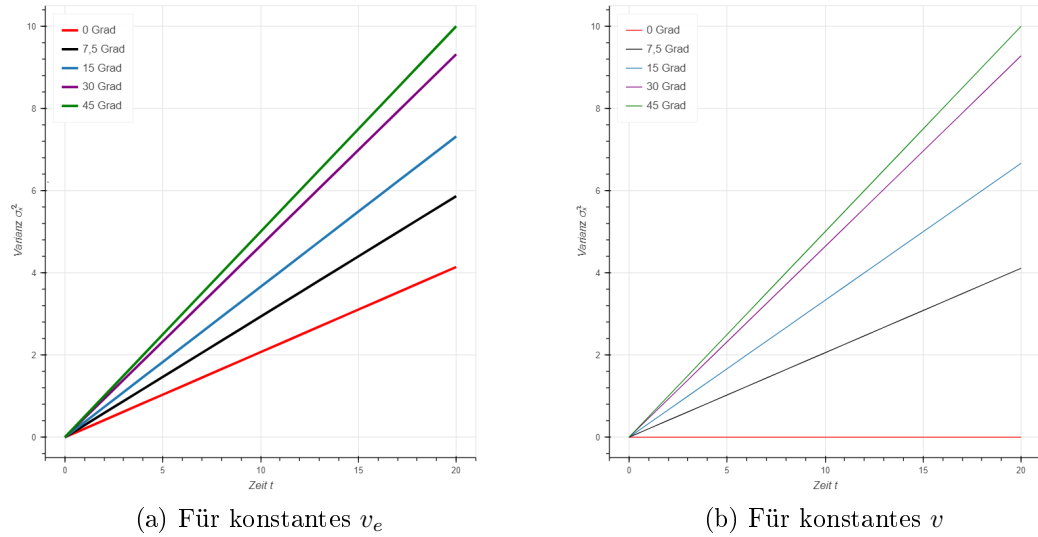 10
8
6
4
2
0
0 Grad
7,5 Grad
15 Grad
30 Grad
45 Grad
Varianz σₓ²
0 5 10 15 20
Zeit t
(a) Für konstantes vₑ
10
8
6
4
2
0
0 Grad
7,5 Grad
15 Grad
30 Grad
45 Grad
Varianz σₓ²
0 5 10 15 20
Zeit t
(b) Für konstantes v